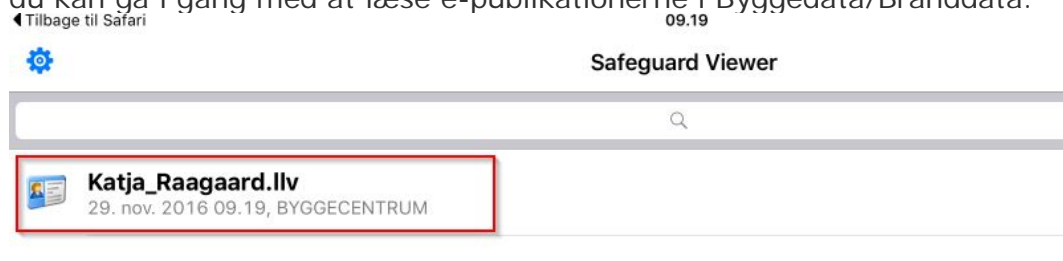 du kan gå i gang med at læse e-publikationerne i Byggedata/Branddata.
Tilbage til Safari 09.19
Safeguard Viewer
Katja_Raagaard.llv
29. nov. 2016 09.19, BYGGECENTRUM